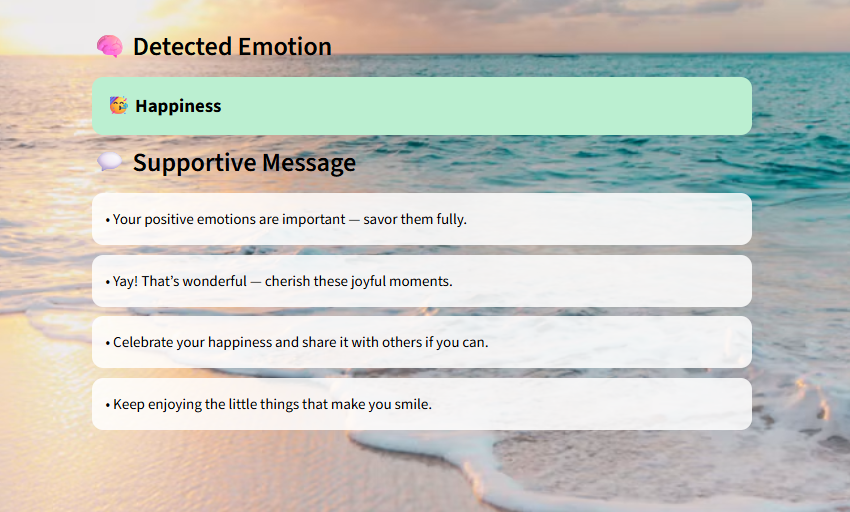 Detected Emotion
Happiness
Supportive Message
• Your positive emotions are important — savor them fully.
• Yay! That’s wonderful — cherish these joyful moments.
• Celebrate your happiness and share it with others if you can.
• Keep enjoying the little things that make you smile.